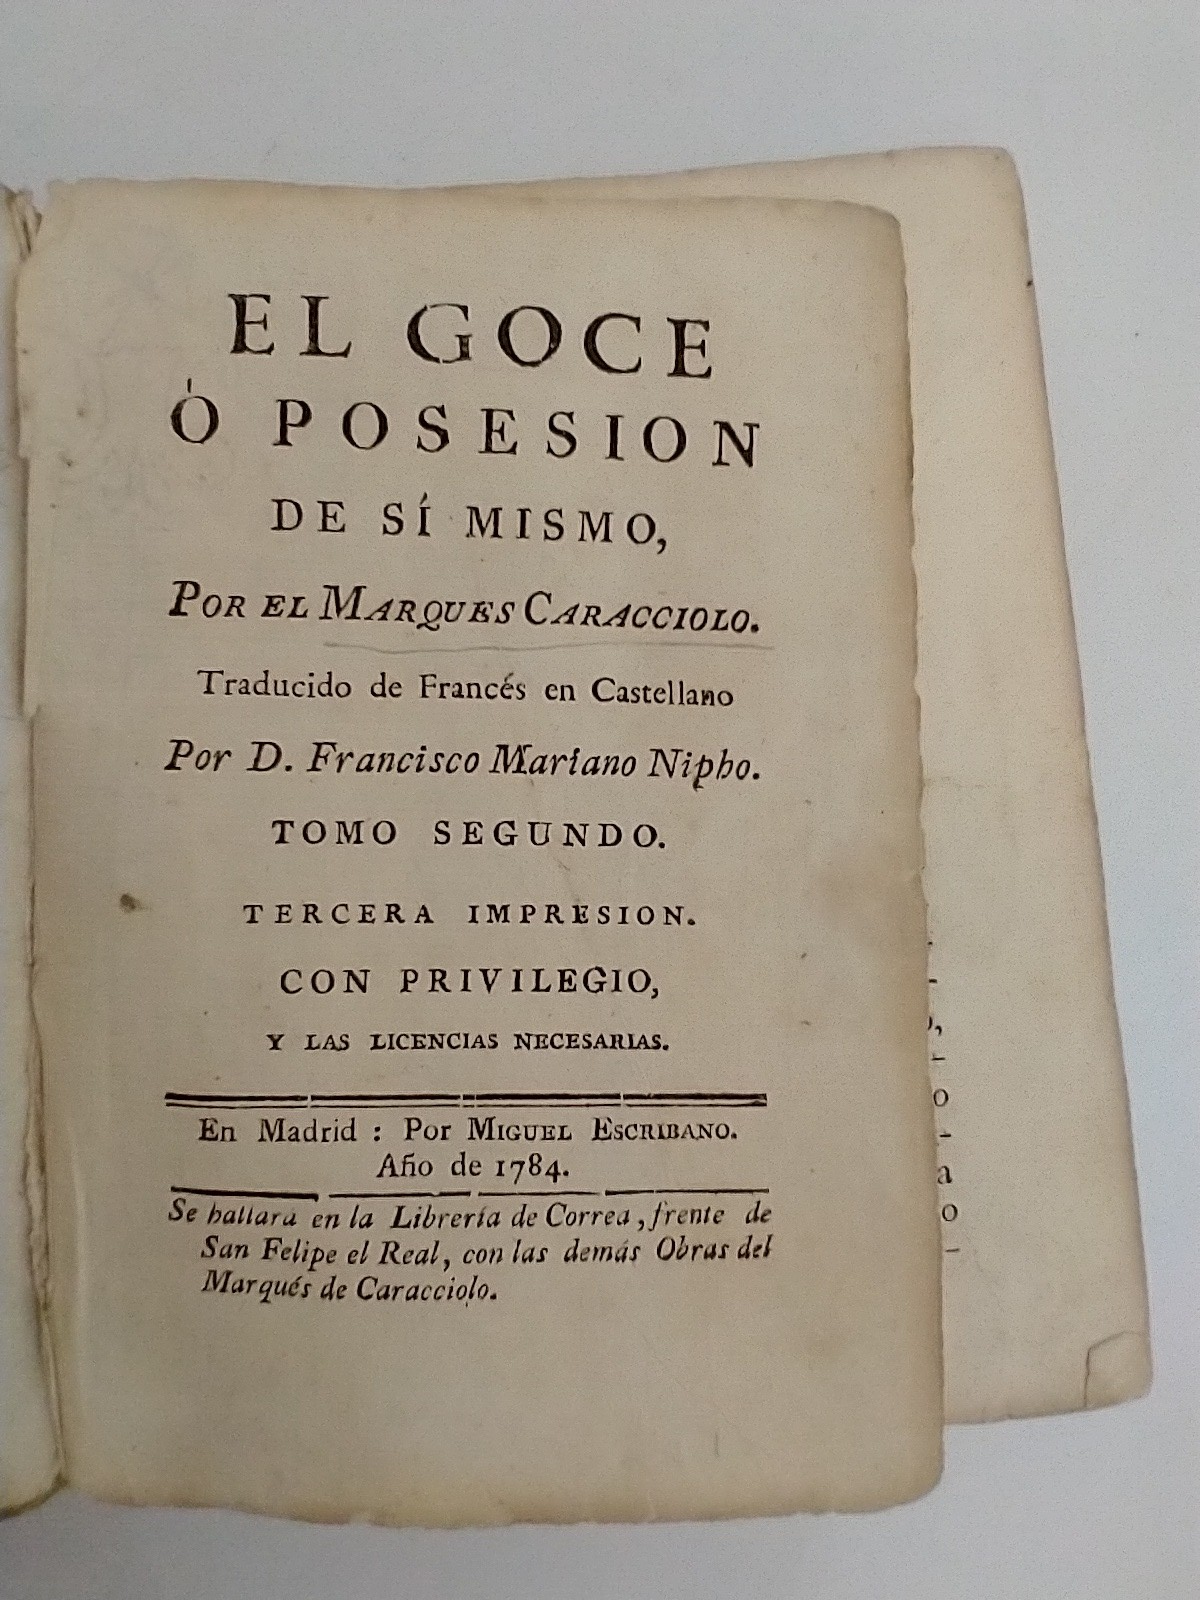 EL GOCE
Ó POSESION
DE SÍ MISMO,
POR EL MARQUES CARACCIOLO.
Traducido de Francés en Castellano
Por D. Francisco Mariano Nipho.
TOMO SEGUNDO.
TERCERA IMPRESION.
CON PRIVILEGIO,
Y LAS LICENCIAS NECESARIAS.
En Madrid : Por MIGUEL ESCRIBANO.
Año de 1784.
Se hallará en la Librería de Correa, frente de
San Felipe el Real, con las demás Obras del
Marqués de Caracciolo.